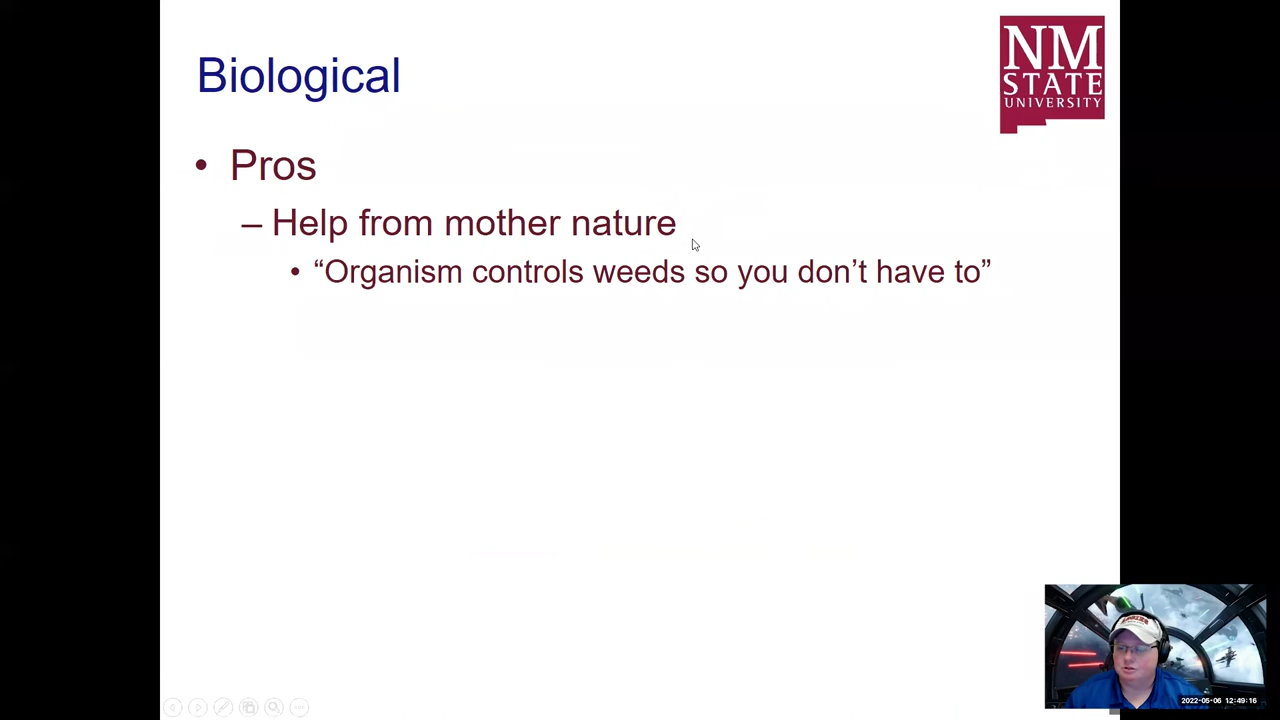 Biological
NM
STATE
UNIVERSITY
• Pros
– Help from mother nature
• “Organism controls weeds so you don’t have to”
2022-05-06 12:49:16